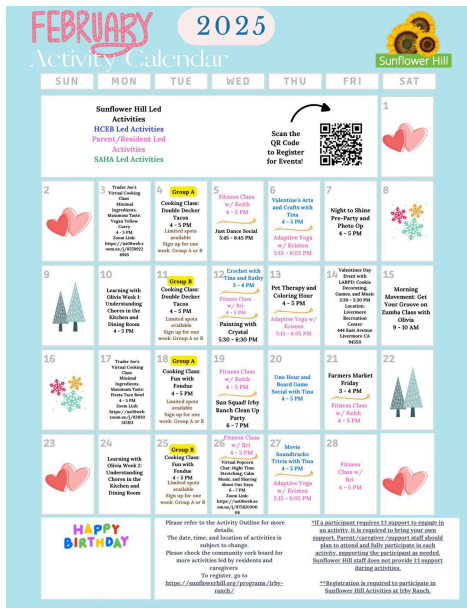 FEBRUARY
2025
Activity Calendar
Sunflower Hill
SUN MON TUE WED THU FRI SAT
Sunflower Hill Led
Activities
HCEB Led Activities
Parent/Resident Led
Activities
SAHA Led Activities
Scan the
QR Code
to Register
for Events!
1
2
3
Trader Joe's
Virtual Cooking
Class
Minimal
Ingredients,
Maximum Taste:
Vegan Yellow
Curry
4 - 5 PM
Zoom Link:
4
Group A
Cooking Class:
Double Decker
Tacos
4 - 5 PM
Limited spots
available
Sign up for one
week: Group A or B
5
Fitness Class
w/ Keith
4 - 5 PM
Just Dance Social
5:45 - 6:45 PM
6
Valentine's Arts
and Crafts with
Tina
4 - 5 PM
Adaptive Yoga
w/ Kristen
5:15 - 6:05 PM
7
Night to Shine
Pre-Party and
Photo Op
4 - 5 PM
8
9
10
Learning with
Olivia Week 1:
Understanding
Chores in the
Kitchen and
Dining Room
4 - 5 PM
11
Group B
Cooking Class:
Double Decker
Tacos
4 - 5 PM
Limited spots
available
Sign up for one
week: Group A or B
12
Crochet with
Tina and Kathy
3 - 4 PM
Fitness Class
w/ Bri
4 - 5 PM
Painting with
Crystal
5:30 - 6:30 PM
13
Pet Therapy and
Coloring Hour
4 - 5 PM
Adaptive Yoga w/
Kristen
5:15 - 6:05 PM
14
Valentines Day
Event with
LARPD: Cookie
Decorating,
Games, and Music
3:30 - 5:30 PM
Location:
Livermore
Recreation
Center
444 East Avenue
Livermore CA
94550
15
Morning
Movement: Get
Your Groove on
Zumba Class with
Olivia
9 - 10 AM
16
17
Trader Joe's
Virtual Cooking
Class
Minimal
Ingredients,
Maximum Taste:
Fiesta Taco Bowl
4 - 5 PM
Zoom Link:
18
Group A
Cooking Class:
Fun with
Fondue
4 - 5 PM
Limited spots
available
Sign up for one
week: Group A or B
19
Fitness Class
w/ Keith
4 - 5 PM
Sun Squad! Irby
Ranch Clean Up
Party
6 - 7 PM
20
Uno Hour and
Board Game
Social with Tina
4 - 5 PM
21
Farmers Market
Friday
3 - 4 PM
Fitness Class
w/ Keith
4 - 5 PM
22
23
24
Learning with
Olivia Week 2:
Understanding
Chores in the
Kitchen and
Dining Room
25
Group B
Cooking Class:
Fun with
Fondue
4 - 5 PM
Limited spots
available
Sign up for one
week: Group A or B
26
Fitness Class
w/ Bri
4 - 5 PM
Virtual Popcorn
Chat: Night Time
Stretching, Calm
Music, and Sharing
About Our Days
6 - 7 PM
Zoom Link:
27
Movie
Soundtracks
Trivia with Tina
4 - 5 PM
Adaptive Yoga
w/ Kristen
5:15 - 6:05 PM
28
Fitness
Class w/
Bri
4 - 5 PM
HAPPY
BIRTHDAY
Please refer to the Activity Outline for more
details.
The date, time, and location of activities is
subject to change.
Please check the community cork board for
more activities led by residents and
caregivers
To register, go to
https://sunflowerhill.org/programs/irby-
ranch/
*If a participant requires 1:1 support to engage in
an activity, it is required to bring your own
support. Parent/caregiver/support staff should
plan to attend and fully participate in each
activity, supporting the participant as needed.
Sunflower Hill staff does not provide 1:1 support
during activities.
**Registration is required to participate in
Sunflower Hill Activities at Irby Ranch.